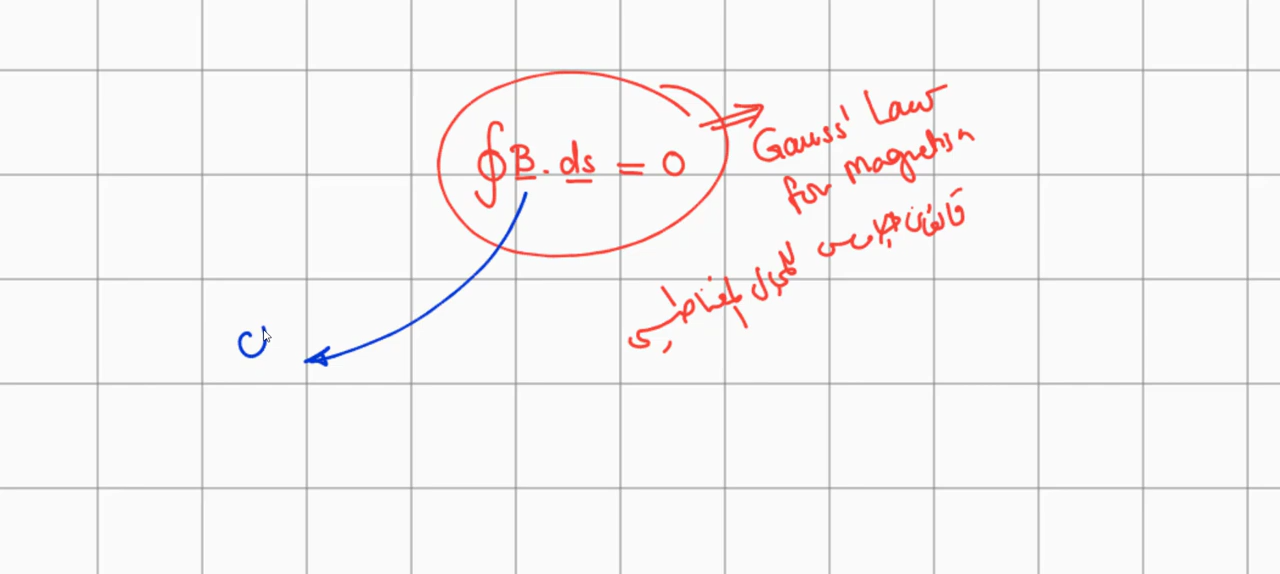 ∮B.ds = 0
Gauss' Law
for magnetism
قانون جاوس
للمجال المغناطيسي